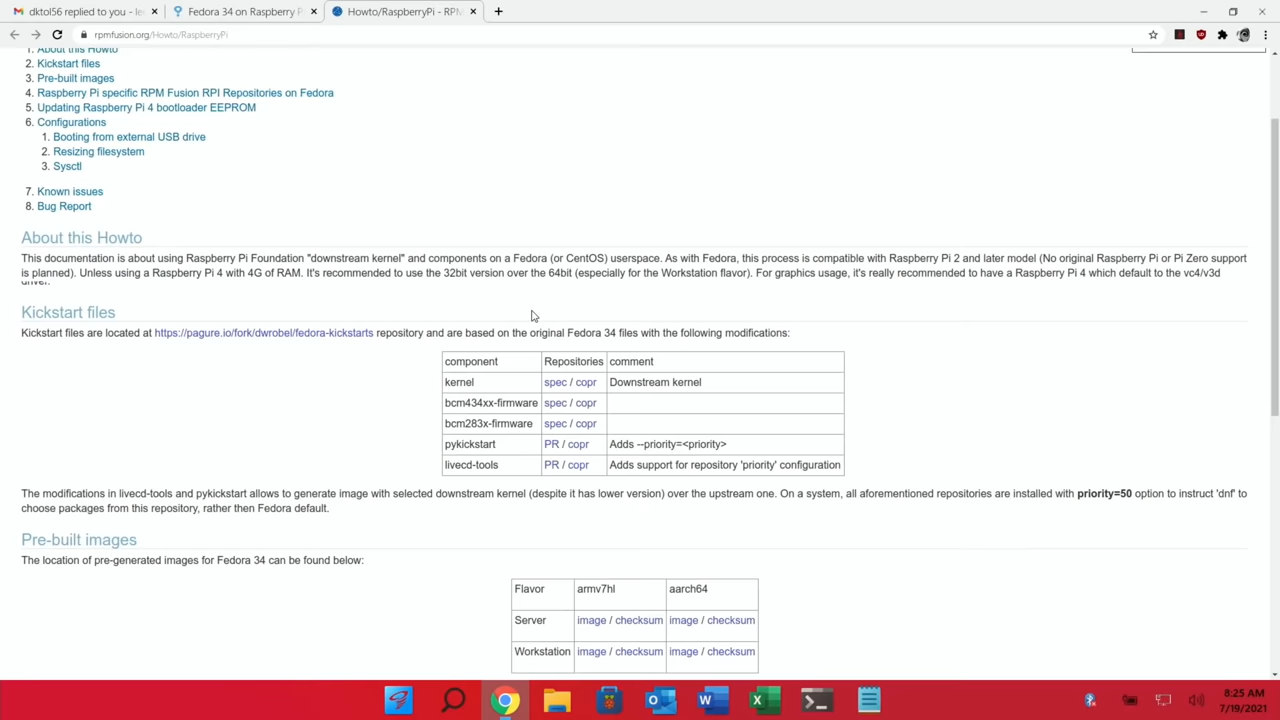 dktol56 replied to you - le
Fedora 34 on Raspberry P
Howto/RaspberryPi - RPM
rpmfusion.org/Howto/RaspberryPi
1. About this Howto
2. Kickstart files
3. Pre-built images
4. Raspberry Pi specific RPM Fusion RPI Repositories on Fedora
5. Updating Raspberry Pi 4 bootloader EEPROM
6. Configurations
1. Booting from external USB drive
2. Resizing filesystem
3. Sysctl
7. Known issues
8. Bug Report
About this Howto
This documentation is about using Raspberry Pi Foundation "downstream kernel" and components on a Fedora (or CentOS) userspace. As with Fedora, this process is compatible with Raspberry Pi 2 and later model (No original Raspberry Pi or Pi Zero support
is planned). Unless using a Raspberry Pi 4 with 4G of RAM. It's recommended to use the 32bit version over the 64bit (especially for the Workstation flavor). For graphics usage, it's really recommended to have a Raspberry Pi 4 which default to the vc4/v3d
driver.
Kickstart files
Kickstart files are located at https://pagure.io/fork/dwrobel/fedora-kickstarts repository and are based on the original Fedora 34 files with the following modifications:
component Repositories comment
kernel spec / copr Downstream kernel
bcm434xx-firmware spec / copr
bcm283x-firmware spec / copr
pykickstart PR / copr Adds --priority=<priority>
livecd-tools PR / copr Adds support for repository 'priority' configuration
The modifications in livecd-tools and pykickstart allows to generate image with selected downstream kernel (despite it has lower version) over the upstream one. On a system, all aforementioned repositories are installed with priority=50 option to instruct 'dnf' to
choose packages from this repository, rather then Fedora default.
Pre-built images
The location of pre-generated images for Fedora 34 can be found below:
Flavor armv7hl aarch64
Server image / checksum image / checksum
Workstation image / checksum image / checksum
8:25 AM
7/19/2021